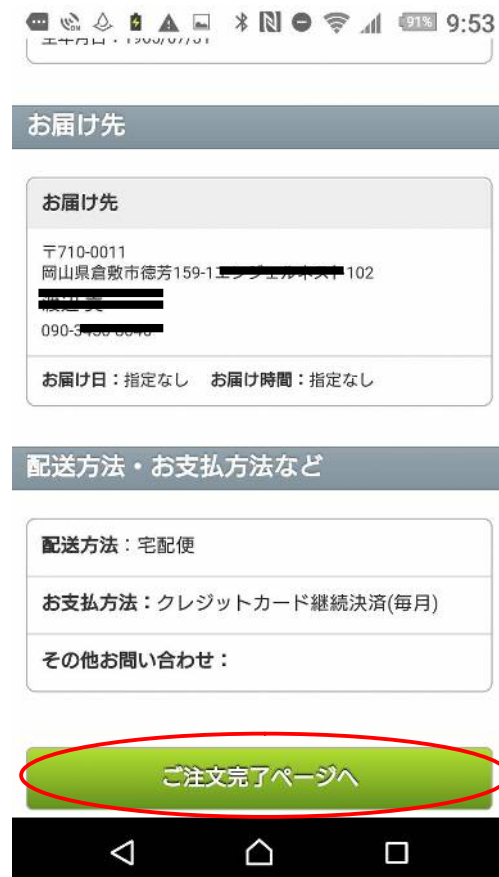 91% 9:53
お届け先
お届け先
〒710-0011
岡山県倉敷市徳芳159-1 102
090-3
お届け日：指定なし お届け時間：指定なし
配送方法・お支払方法など
配送方法：宅配便
お支払方法：クレジットカード継続決済(毎月)
その他お問い合わせ：
ご注文完了ページへ